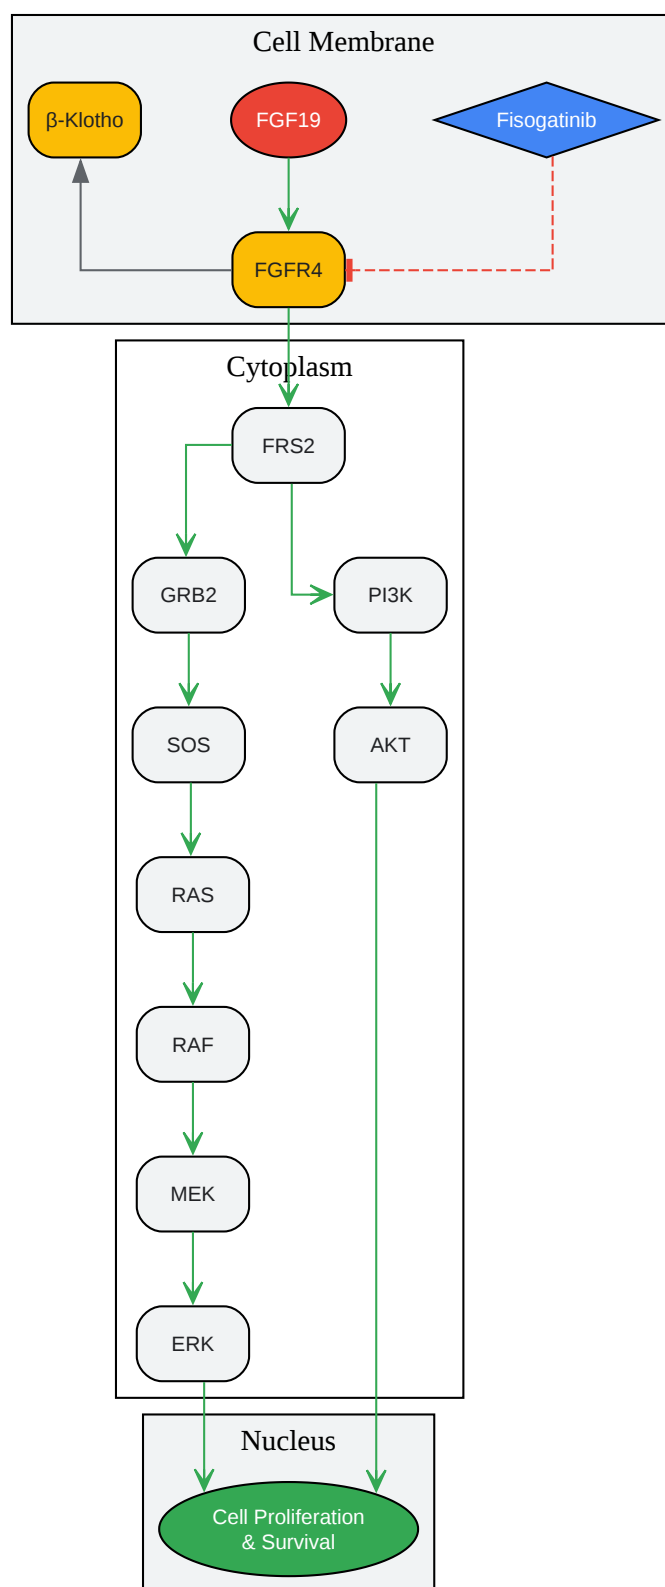 Cell Membrane
β-Klotho
FGF19
Fisogatinib
FGFR4
Cytoplasm
FRS2
GRB2
PI3K
SOS
AKT
RAS
RAF
MEK
ERK
Nucleus
Cell Proliferation
& Survival